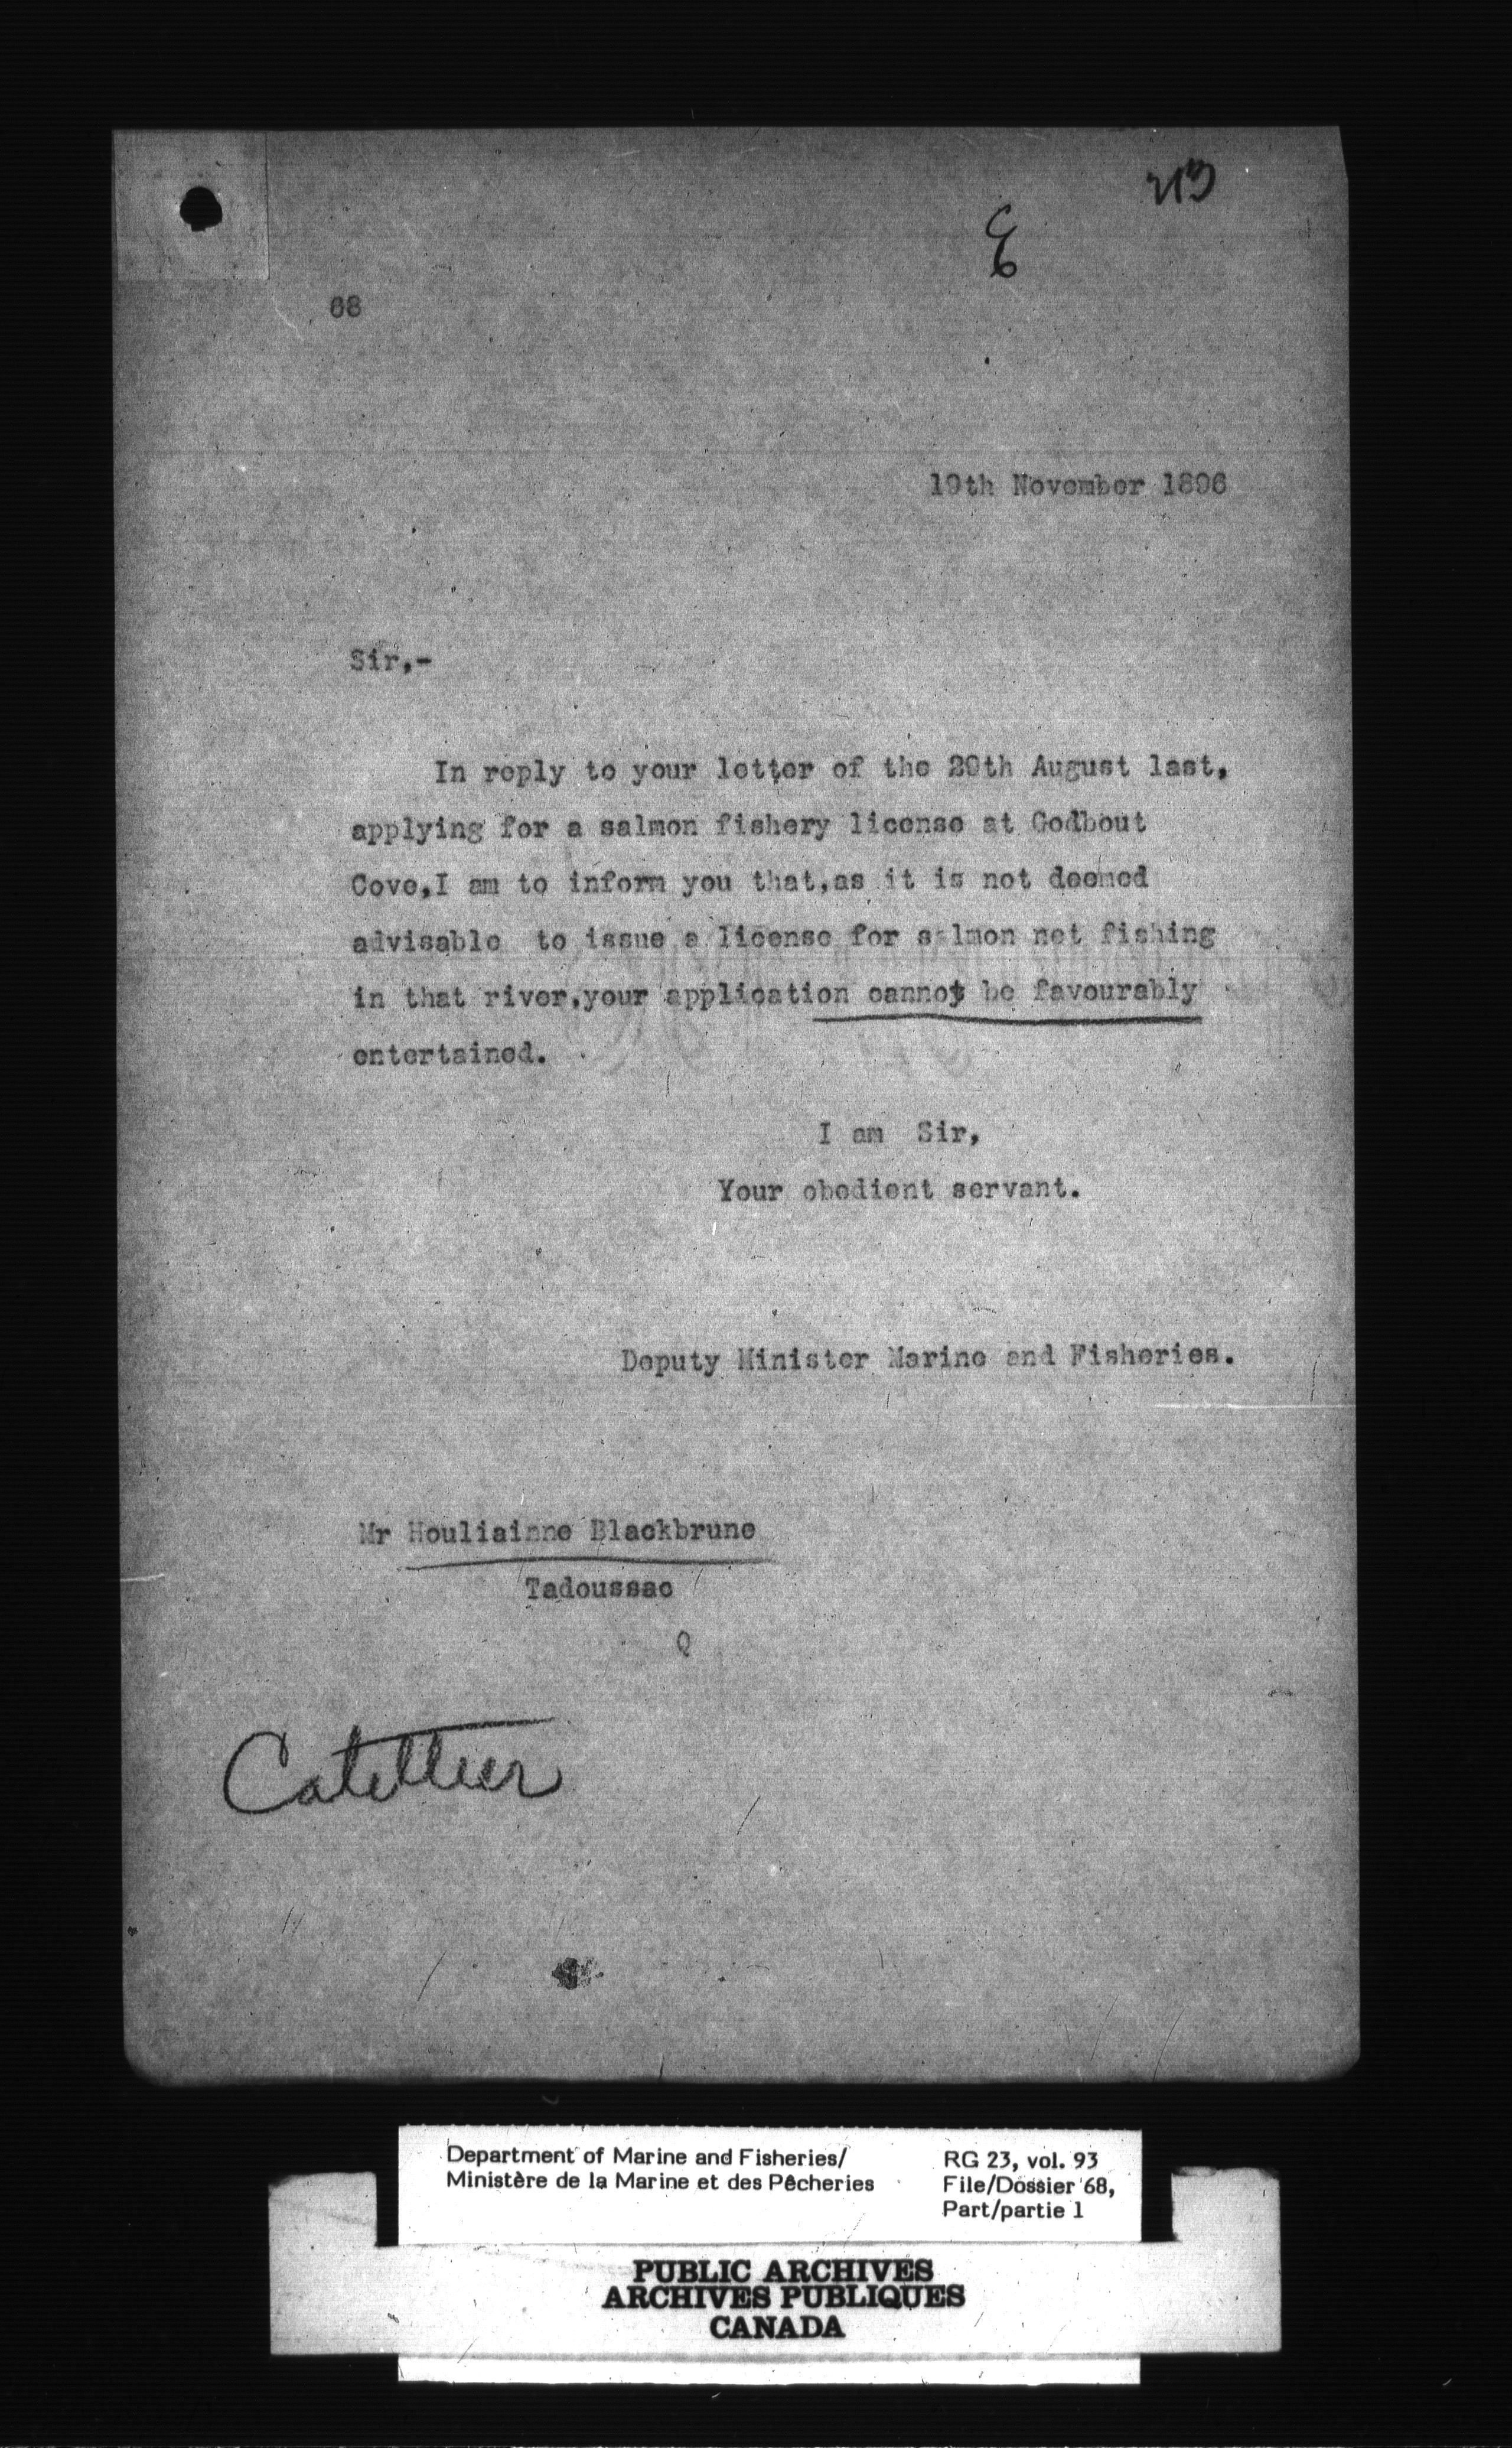 213
E
68
19th November 1896
Sir,-
In reply to your letter of the 29th August last,
applying for a salmon fishery license at Godbout
Cove,I am to inform you that,as it is not deemed
advisable to issue a license for salmon net fishing
in that river,your application cannot be favourably
entertained.
I am Sir,
Your obedient servant.
Deputy Minister Marine and Fisheries.
Mr Houliainne Blackbrune
Tadoussac
Q
Catellier
Department of Marine and Fisheries/
Ministère de la Marine et des Pêcheries
RG 23, vol. 93
File/Dossier 68,
Part/partie 1
PUBLIC ARCHIVES
ARCHIVES PUBLIQUES
CANADA